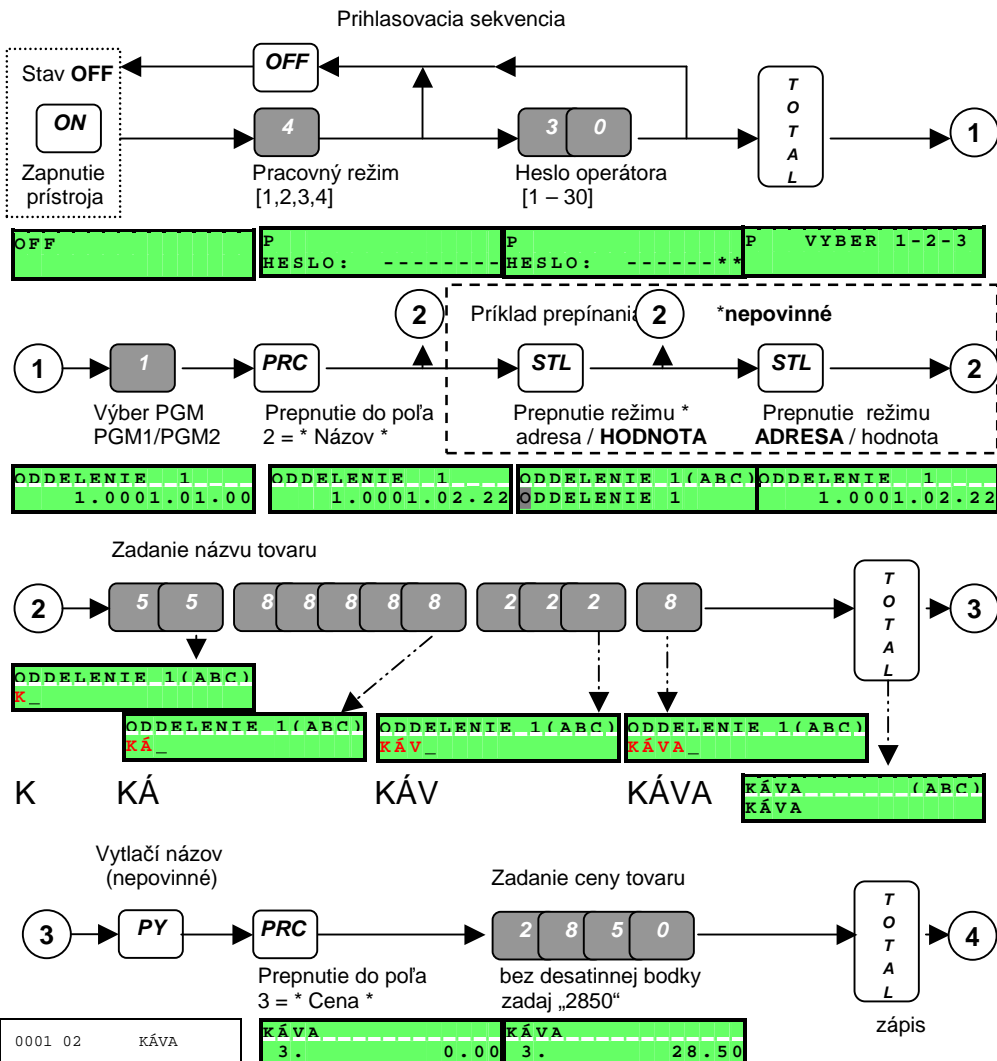 Prihlasovacia sekvencia
Stav OFF
OFF
ON
4
3 0
TOTAL
1
Zapnutie
prístroja
Pracovný režim
[1,2,3,4]
Heslo operátora
[1 – 30]
OFF
P
HESLO: --------
P
HESLO: ------**
P VYBER 1-2-3
2
Príklad prepínania
2
*nepovinné
1
1
PRC
STL
STL
2
Výber PGM
PGM1/PGM2
Prepnutie do poľa
2 = * Názov *
Prepnutie režimu *
adresa / HODNOTA
Prepnutie režimu
ADRESA / hodnota
ODDELENIE 1
1.0001.01.00
ODDELENIE 1
1.0001.02.22
ODDELENIE 1(ABC)
ODDELENIE 1
ODDELENIE 1
1.0001.02.22
Zadanie názvu tovaru
2
5 5
8 8 8 8 8
2 2 2
8
TOTAL
3
ODDELENIE 1(ABC)
K_
ODDELENIE 1(ABC)
KÁ_
ODDELENIE 1(ABC)
KÁV_
ODDELENIE 1(ABC)
KÁVA_
K
KÁ
KÁV
KÁVA
KÁVA (ABC)
KÁVA
Vytlačí názov
(nepovinné)
Zadanie ceny tovaru
3
PY
PRC
2 8 5 0
TOTAL
4
Prepnutie do poľa
3 = * Cena *
bez desatinnej bodky
zadaj „2850“
zápis
0001 02 KÁVA
KÁVA
3. 0.00
KÁVA
3. 28.50